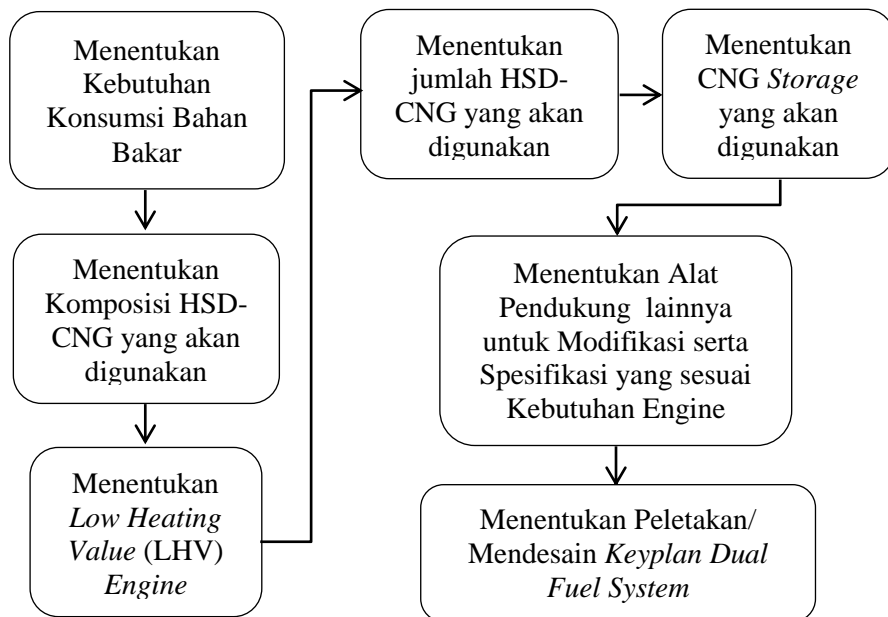 Menentukan
Kebutuhan
Konsumsi Bahan
Bakar
Menentukan
Komposisi HSD-
CNG yang akan
digunakan
Menentukan
Low Heating
Value (LHV)
Engine
Menentukan
jumlah HSD-
CNG yang akan
digunakan
Menentukan
CNG Storage
yang akan
digunakan
Menentukan Alat
Pendukung lainnya
untuk Modifikasi serta
Spesifikasi yang sesuai
Kebutuhan Engine
Menentukan Peletakan/
Mendesain Keyplan Dual
Fuel System